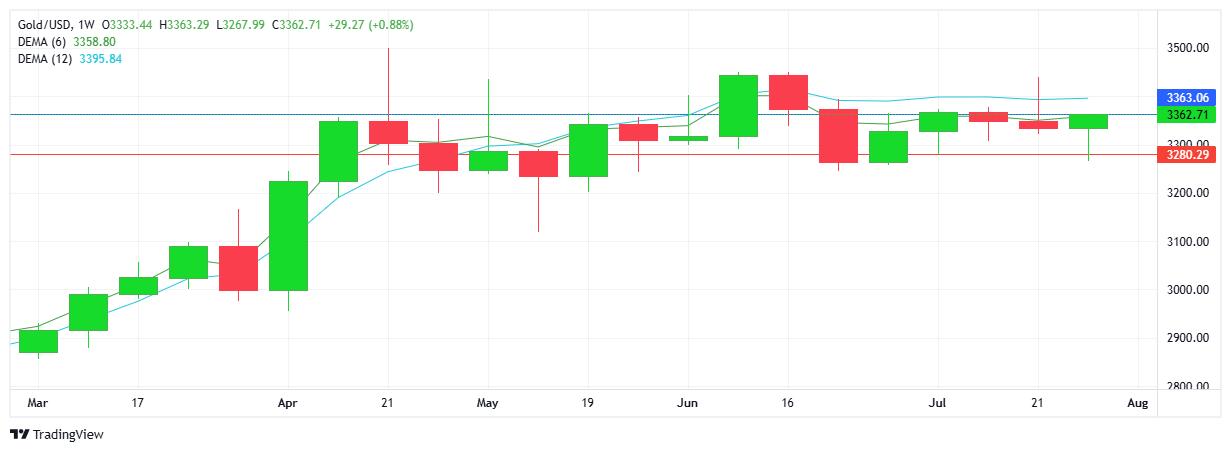 Gold/USD, 1W O3333.44 H3363.29 L3267.99 C3362.71 +29.27 (+0.88%)
DEMA (6) 3358.80
DEMA (12) 3395.84
3500.00
3363.06
3362.71
3300.00
3280.29
3200.00
3100.00
3000.00
2900.00
2800.00
Mar 17 Apr 21 May 19 Jun 16 Jul 21 Aug
TradingView